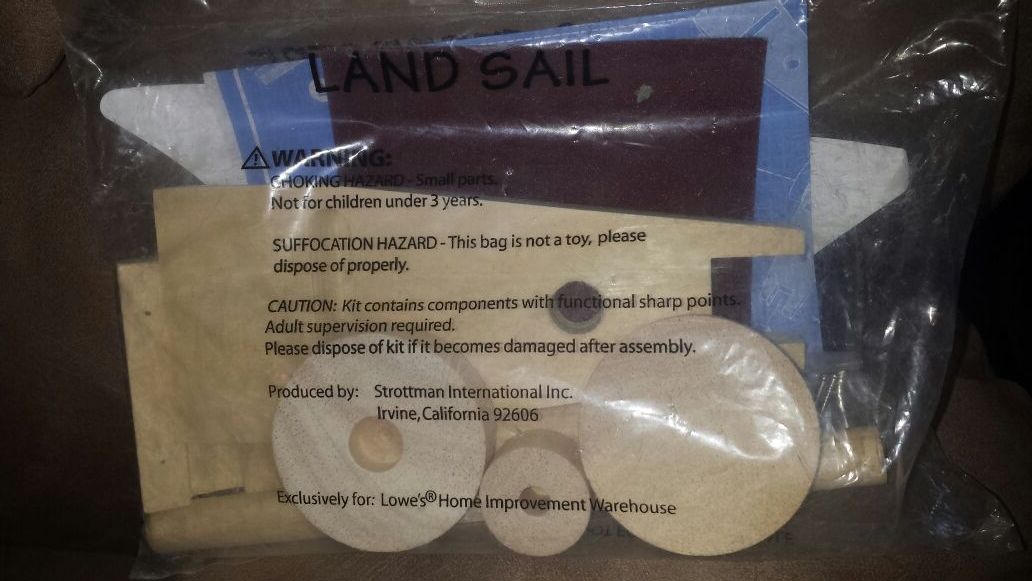 LAND SAIL
WARNING:
CHOKING HAZARD - Small parts.
Not for children under 3 years.
SUFFOCATION HAZARD - This bag is not a toy, please
dispose of properly.
CAUTION: Kit contains components with functional sharp points.
Adult supervision required.
Please dispose of kit if it becomes damaged after assembly.
Produced by: Strottman International Inc.
Irvine, California 92606
Exclusively for: Lowe's® Home Improvement Warehouse